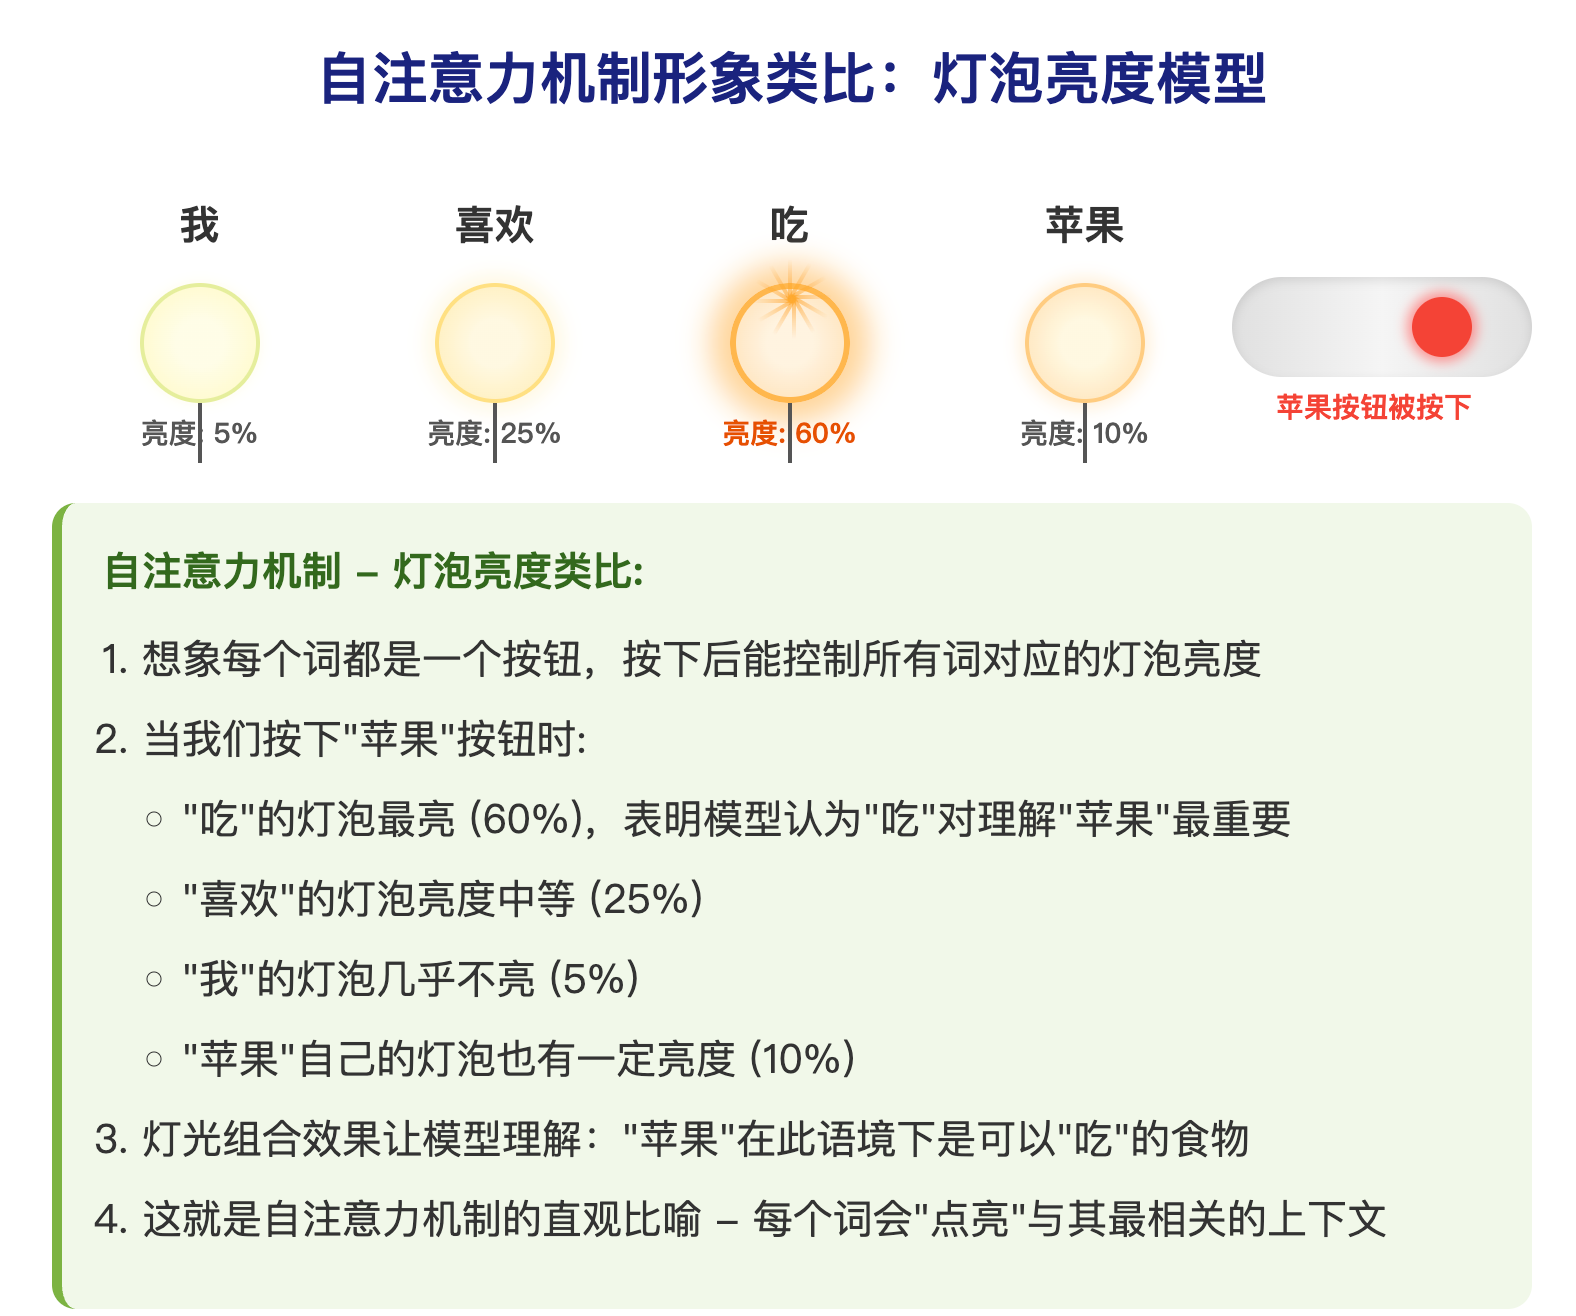 自注意力机制形象类比：灯泡亮度模型
我
喜欢
吃
苹果
亮度: 5%
亮度: 25%
亮度: 60%
亮度: 10%
苹果按钮被按下
自注意力机制 – 灯泡亮度类比:
1. 想象每个词都是一个按钮，按下后能控制所有词对应的灯泡亮度
2. 当我们按下"苹果"按钮时:
○ "吃"的灯泡最亮 (60%)，表明模型认为"吃"对理解"苹果"最重要
○ "喜欢"的灯泡亮度中等 (25%)
○ "我"的灯泡几乎不亮 (5%)
○ "苹果"自己的灯泡也有一定亮度 (10%)
3. 灯光组合效果让模型理解："苹果"在此语境下是可以"吃"的食物
4. 这就是自注意力机制的直观比喻 – 每个词会"点亮"与其最相关的上下文